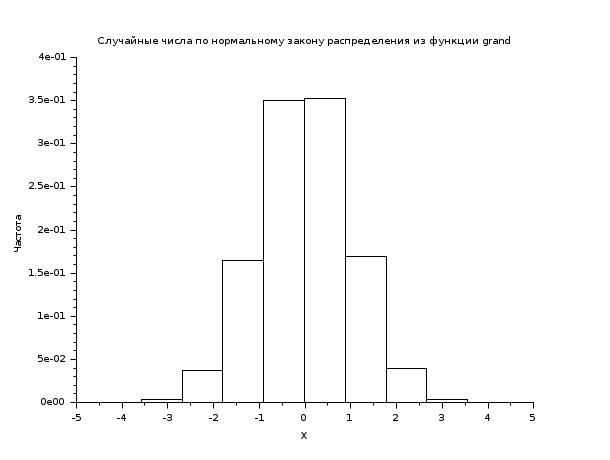 Случайные числа по нормальному закону распределения из функции grand
4e-01
3.5e-01
3e-01
2.5e-01
2e-01
1.5e-01
1e-01
5e-02
0e00
Частота
-5 -4 -3 -2 -1 0 1 2 3 4 5
X